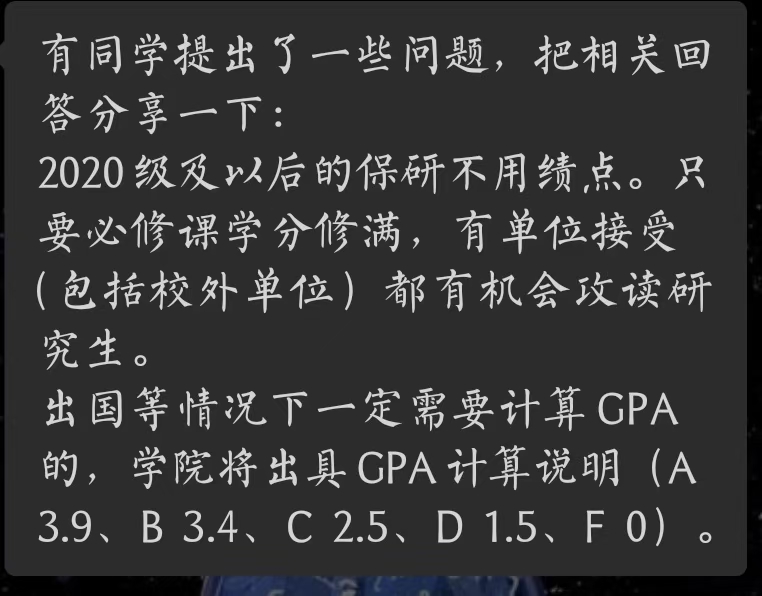 有同学提出了一些问题，把相关回
答分享一下：
2020级及以后的保研不用绩点。只
要必修课学分修满，有单位接受
(包括校外单位）都有机会攻读研
究生。
出国等情况下一定需要计算GPA
的，学院将出具GPA计算说明（A
3.9、B 3.4、C 2.5、D 1.5、F 0）。